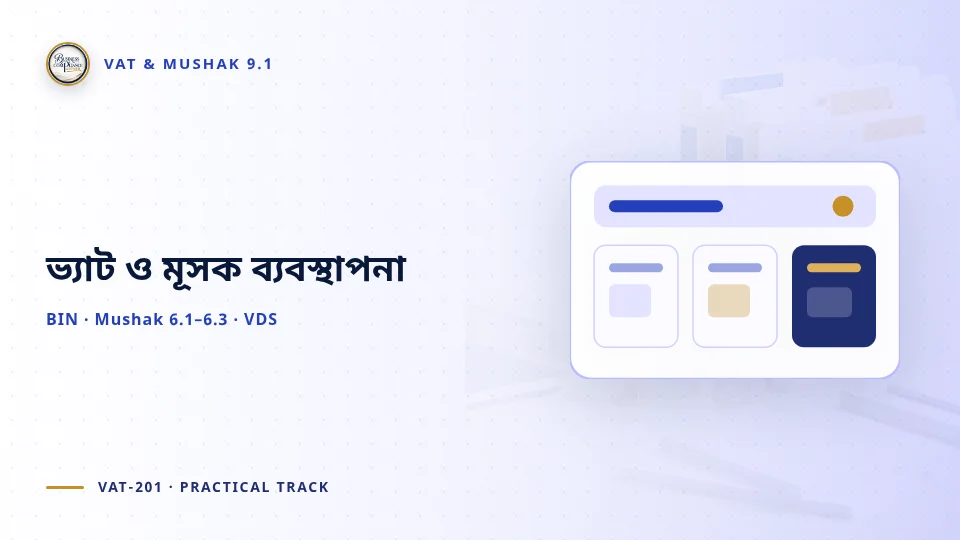 VAT & MUSHAK 9.1
ভ্যাট ও মূসক ব্যবস্থাপনা
BIN · Mushak 6.1–6.3 · VDS
VAT-201 · PRACTICAL TRACK